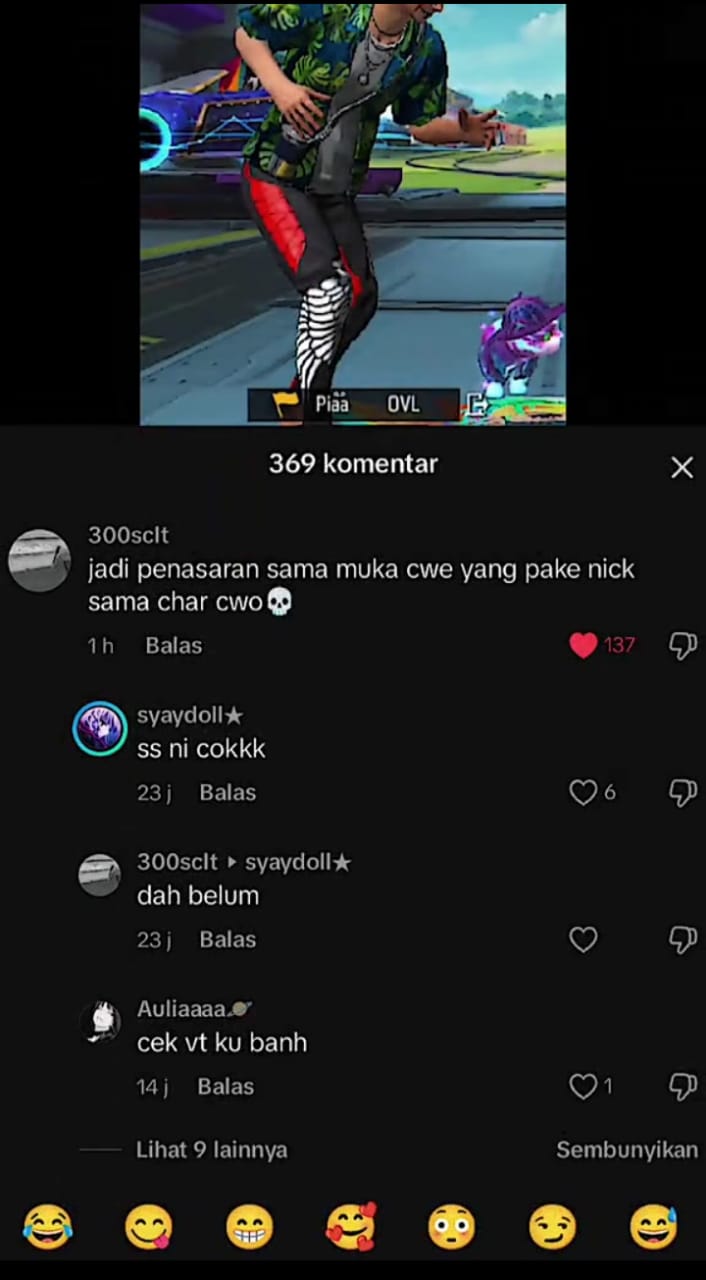 Piää OVL
369 komentar
300sclt
jadi penasaran sama muka cwe yang pake nick
sama char cwo💀
1 h Balas 137
syaydoll★
ss ni cokkk
23 j Balas 6
300sclt ▸ syaydoll★
dah belum
23 j Balas
Auliaaaa🪐
cek vt ku banh
14 j Balas 1
Lihat 9 lainnya Sembunyikan